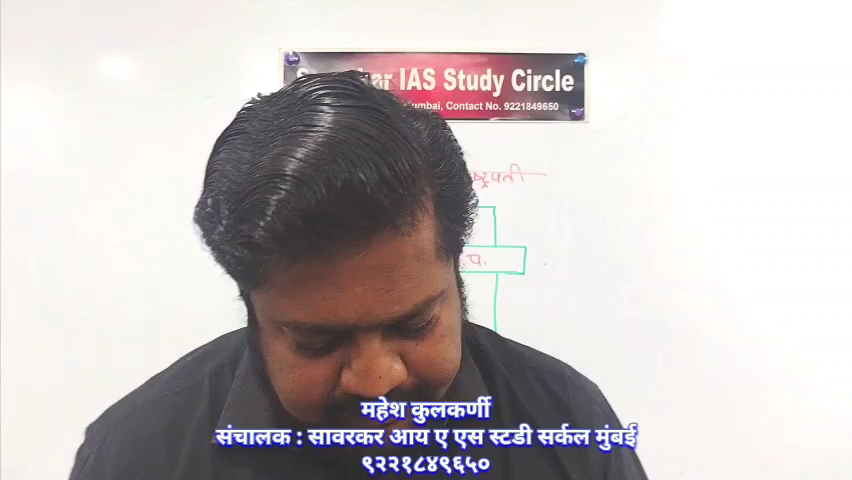 IAS Study Circle
Mumbai, Contact No. 9221849650
प.
महेश कुलकर्णी
संचालक : सावरकर आय ए एस स्टडी सर्कल मुंबई
९२२१८४९६५०